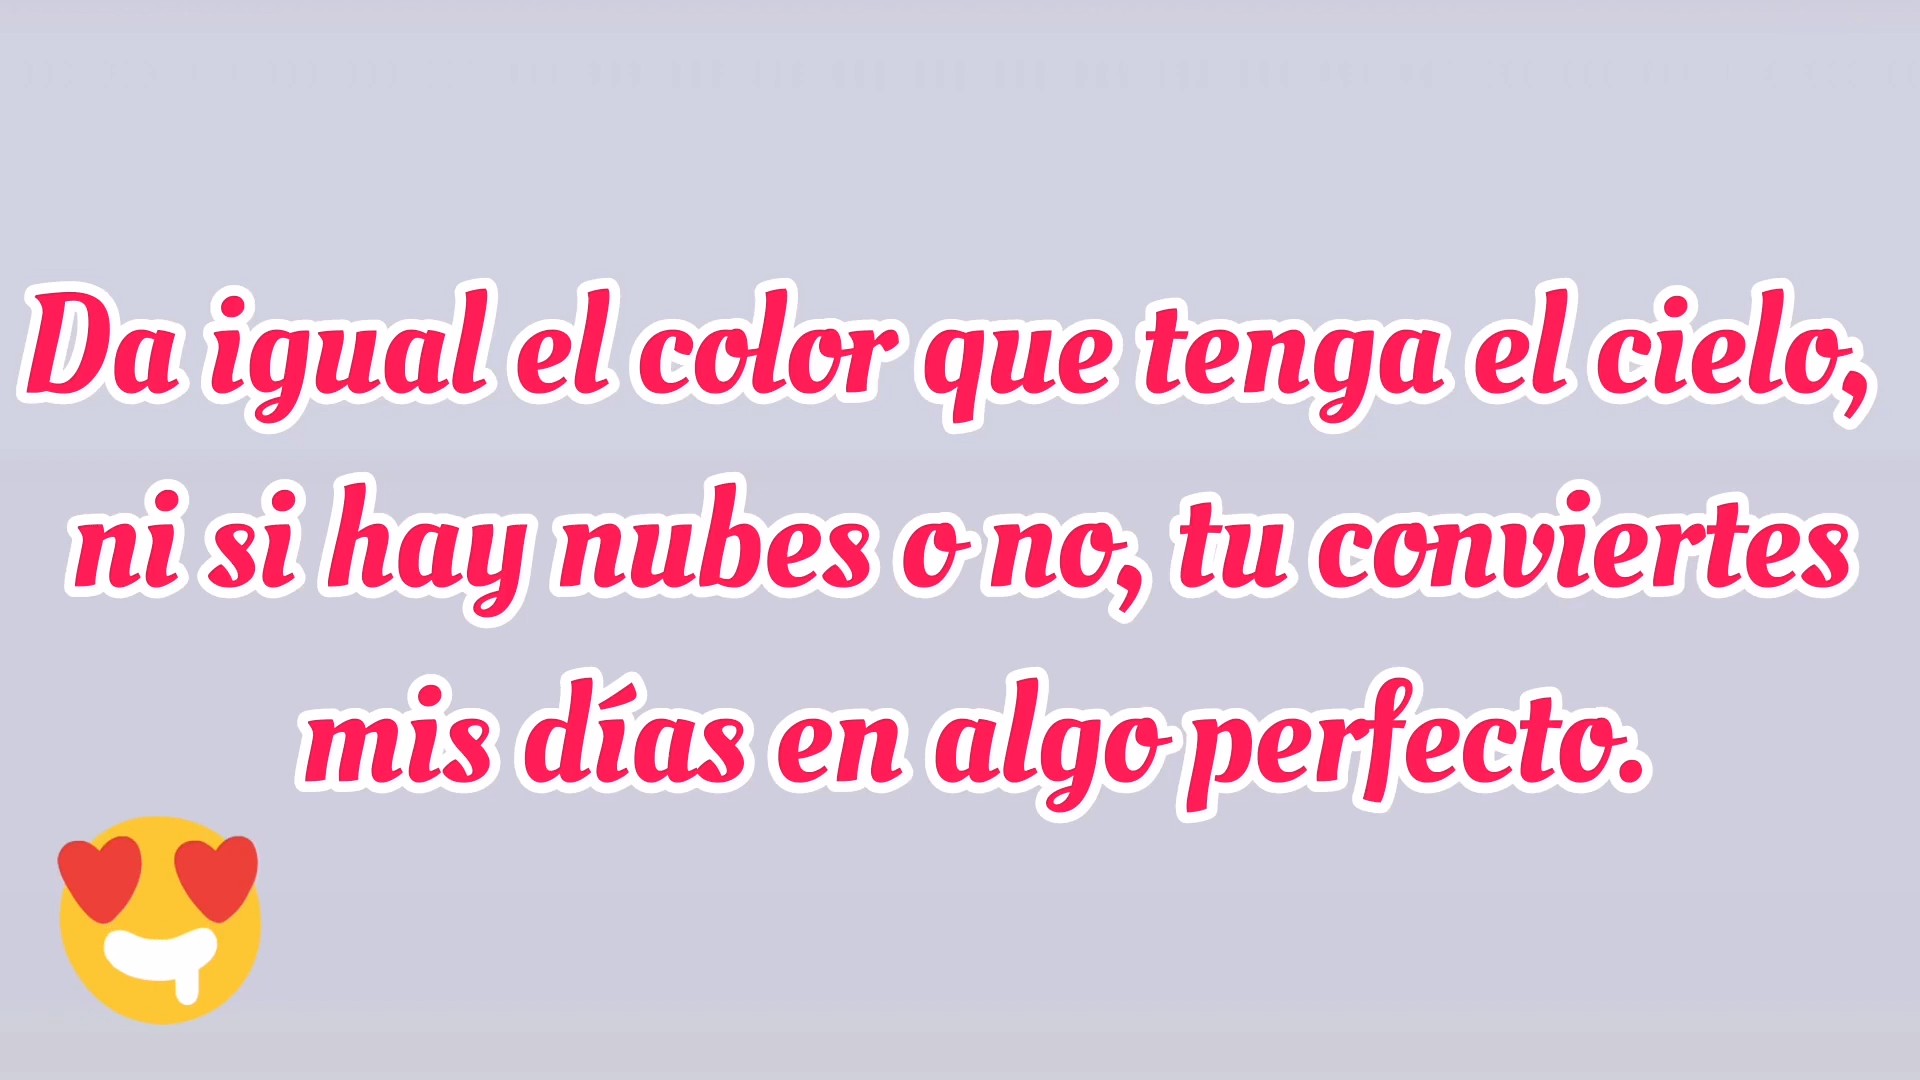 Da igual el color que tenga el cielo,
ni si hay nubes o no, tu conviertes
mis días en algo perfecto.